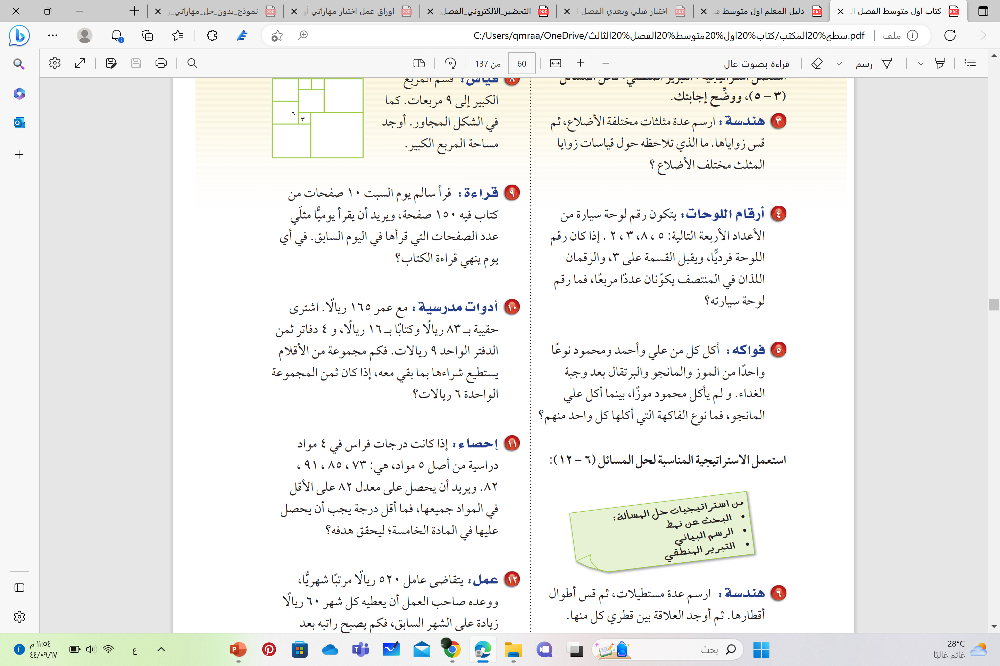 كتاب اول متوسط الفصل ال
دليل المعلم اول متوسط ف
اختبار قبلي وبعدي الفصل ا
التحضير_الالكتروني_الفصل_
اوراق عمل اختبار مهاراتي أو
نموذج_بدون_حل_مهاراتي_ر
ملف
C:/Users/qmraa/OneDrive/سطح%20المكتب/كتاب%20اول%20متوسط%20الفصل%20الثالث.pdf
قراءة بصوت عالٍ
رسم
60
من 137
استعمل استراتيجية "التبرير المنطقي" لحل المسائل
(٣ – ٥)، ووضِّح إجابتك.
٣ هندسة: ارسم عدة مثلثات مختلفة الأضلاع، ثم
قس زواياها. ما الذي تلاحظه حول قياسات زوايا
المثلث مختلف الأضلاع؟
٤ أرقام اللوحات: يتكون رقم لوحة سيارة من
الأعداد الأربعة التالية: ٥ ، ٨، ٣ ، ٢ . إذا كان رقم
اللوحة فرديًّا، ويقبل القسمة على ٣، والرقمان
اللذان في المنتصف يكوّنان عددًا مربعًا، فما رقم
لوحة سيارته؟
٥ فواكه: أكل كل من علي وأحمد ومحمود نوعًا
واحدًا من الموز والمانجو والبرتقال بعد وجبة
الغداء. و لم يأكل محمود موزًا، بينما أكل علي
المانجو، فما نوع الفاكهة التي أكلها كل واحد منهم؟
استعمل الاستراتيجية المناسبة لحل المسائل (٦ – ١٢):
من استراتيجيات حل المسألة:
• البحث عن نمط
• الرسم البياني
• التبرير المنطقي
٦ هندسة: ارسم عدة مستطيلات، ثم قس أطوال
أقطارها. ثم أوجد العلاقة بين قطري كل منها.
٨ قياس: قُسم المربع
الكبير إلى ٩ مربعات. كما
في الشكل المجاور. أوجد
مساحة المربع الكبير.
٦
٣
٩ قراءة: قرأ سالم يوم السبت ١٠ صفحات من
كتاب فيه ١٥٠ صفحة، ويريد أن يقرأ يوميًّا مثلَي
عدد الصفحات التي قرأها في اليوم السابق. في أي
يوم ينهي قراءة الكتاب؟
١٠ أدوات مدرسية: مع عمر ١٦٥ ريالًا. اشترى
حقيبة بـ ٨٣ ريالًا وكتابًا بـ ١٦ ريالًا، و ٤ دفاتر ثمن
الدفتر الواحد ٩ ريالات. فكم مجموعة من الأقلام
يستطيع شراءها بما بقي معه، إذا كان ثمن المجموعة
الواحدة ٦ ريالات؟
١١ إحصاء: إذا كانت درجات فراس في ٤ مواد
دراسية من أصل ٥ مواد، هي: ٧٣ ، ٨٥ ، ٩١ ،
٨٢. ويريد أن يحصل على معدل ٨٢ على الأقل
في المواد جميعها، فما أقل درجة يجب أن يحصل
عليها في المادة الخامسة؛ ليحقق هدفه؟
١٢ عمل: يتقاضى عامل ٥٢٠ ريالًا مرتبًا شهريًّا،
ووعده صاحب العمل أن يعطيه كل شهر ٦٠ ريالًا
زيادة على الشهر السابق، فكم يصبح راتبه بعد
28°C
غائم غالبًا
بحث
ع
١١:٥٤ م
٤٤/٠٩/١٧
٢